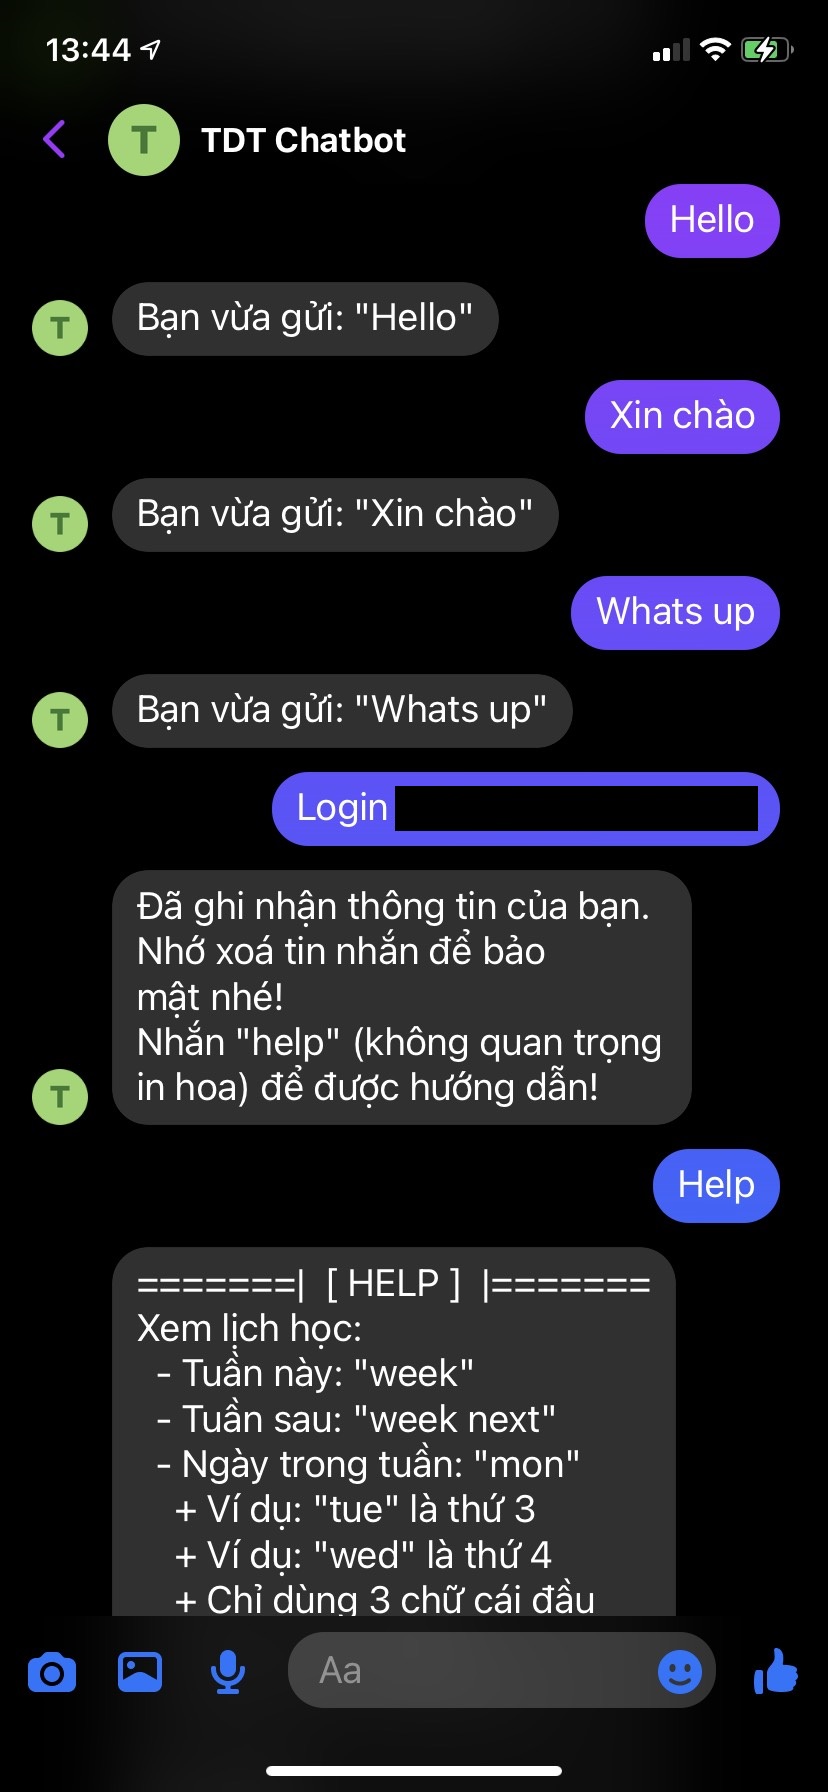 13:44
T
TDT Chatbot
Hello
T
Bạn vừa gửi: "Hello"
Xin chào
T
Bạn vừa gửi: "Xin chào"
Whats up
T
Bạn vừa gửi: "Whats up"
Login
Đã ghi nhận thông tin của bạn.
Nhớ xoá tin nhắn để bảo
mật nhé!
Nhắn "help" (không quan trọng
in hoa) để được hướng dẫn!
T
Help
=======| [ HELP ] |=======
Xem lịch học:
- Tuần này: "week"
- Tuần sau: "week next"
- Ngày trong tuần: "mon"
+ Ví dụ: "tue" là thứ 3
+ Ví dụ: "wed" là thứ 4
+ Chỉ dùng 3 chữ cái đầu
Aa